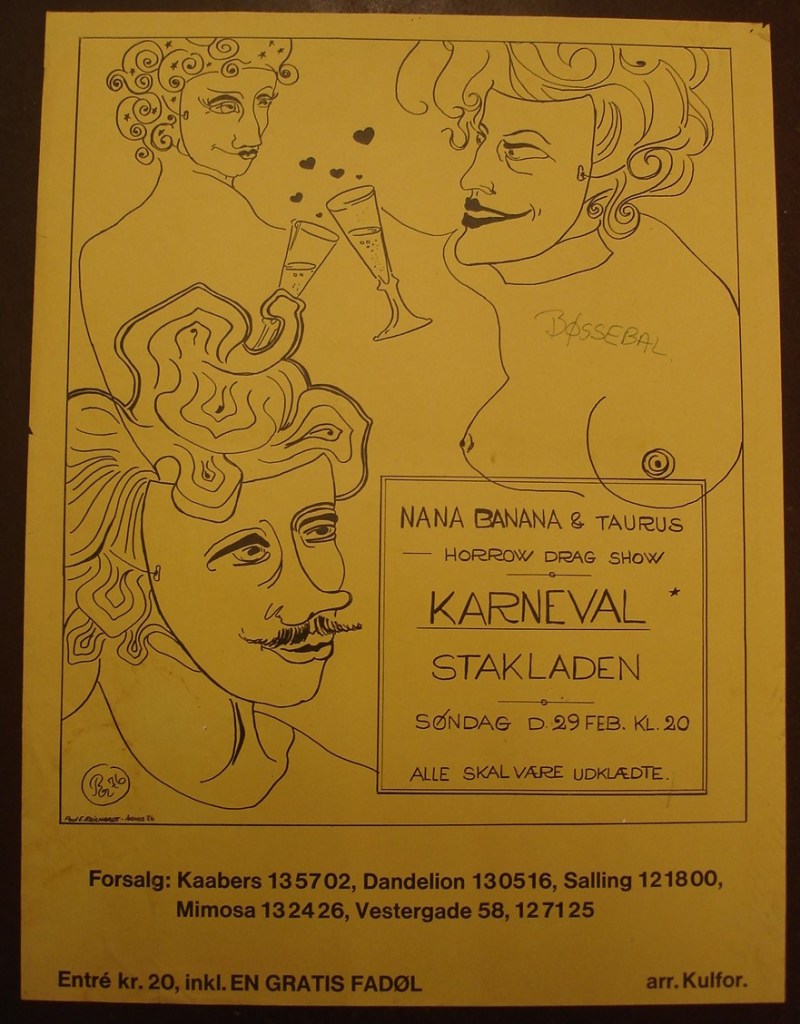 BØSSEBAL
NANA BANANA & TAURUS
— HORROW DRAG SHOW
KARNEVAL *
STAKLADEN
SØNDAG D. 29 FEB. KL. 20
ALLE SKAL VÆRE UDKLÆDTE.
Forsalg: Kaabers 135702, Dandelion 130516, Salling 121800,
Mimosa 132426, Vestergade 58, 127125
Entré kr. 20, inkl. EN GRATIS FADØL
arr. Kulfor.